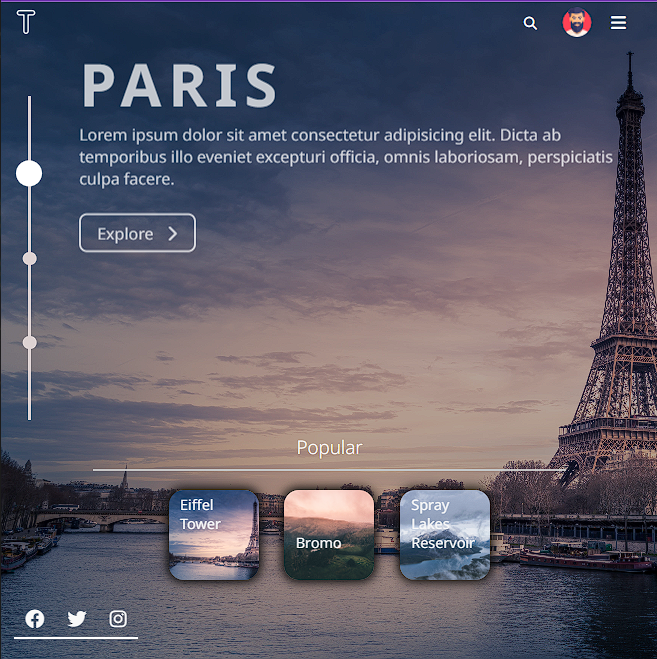 T
PARIS
Lorem ipsum dolor sit amet consectetur adipisicing elit. Dicta ab
temporibus illo eveniet excepturi officia, omnis laboriosam, perspiciatis
culpa facere.
Explore
Popular
Eiffel
Tower
Bromo
Spray
Lakes
Reservoir